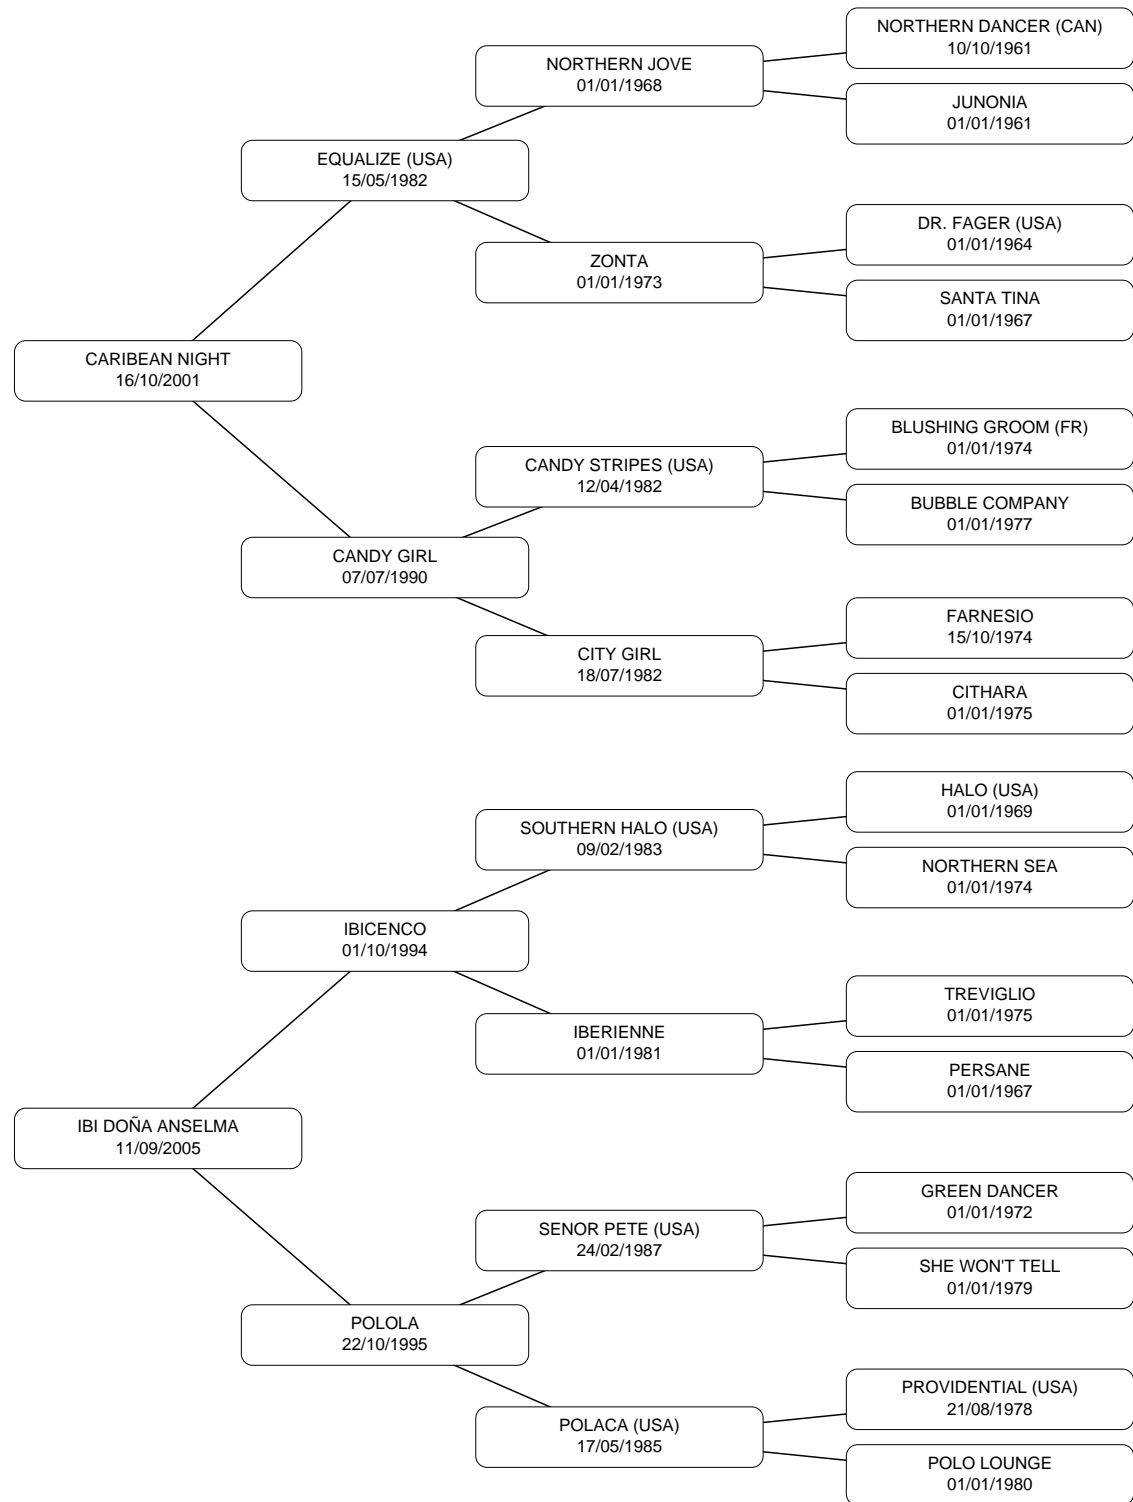 NORTHERN DANCER (CAN)
10/10/1961
NORTHERN JOVE
01/01/1968
JUNONIA
01/01/1961
EQUALIZE (USA)
15/05/1982
DR. FAGER (USA)
01/01/1964
ZONTA
01/01/1973
SANTA TINA
01/01/1967
CARIBEAN NIGHT
16/10/2001
BLUSHING GROOM (FR)
01/01/1974
CANDY STRIPES (USA)
12/04/1982
BUBBLE COMPANY
01/01/1977
CANDY GIRL
07/07/1990
FARNESIO
15/10/1974
CITY GIRL
18/07/1982
CITHARA
01/01/1975
HALO (USA)
01/01/1969
SOUTHERN HALO (USA)
09/02/1983
NORTHERN SEA
01/01/1974
IBICENCO
01/10/1994
TREVIGLIO
01/01/1975
IBERIENNE
01/01/1981
PERSANE
01/01/1967
IBI DOÑA ANSELMA
11/09/2005
GREEN DANCER
01/01/1972
SENOR PETE (USA)
24/02/1987
SHE WON'T TELL
01/01/1979
POLOLA
22/10/1995
PROVIDENTIAL (USA)
21/08/1978
POLACA (USA)
17/05/1985
POLO LOUNGE
01/01/1980